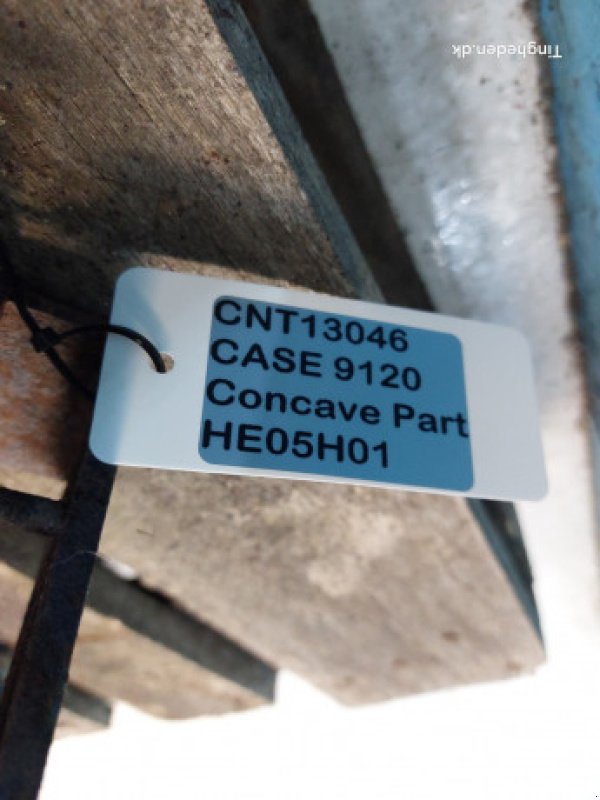 Tingheden.dk
CNT13046
CASE 9120
Concave Part
HE05H01